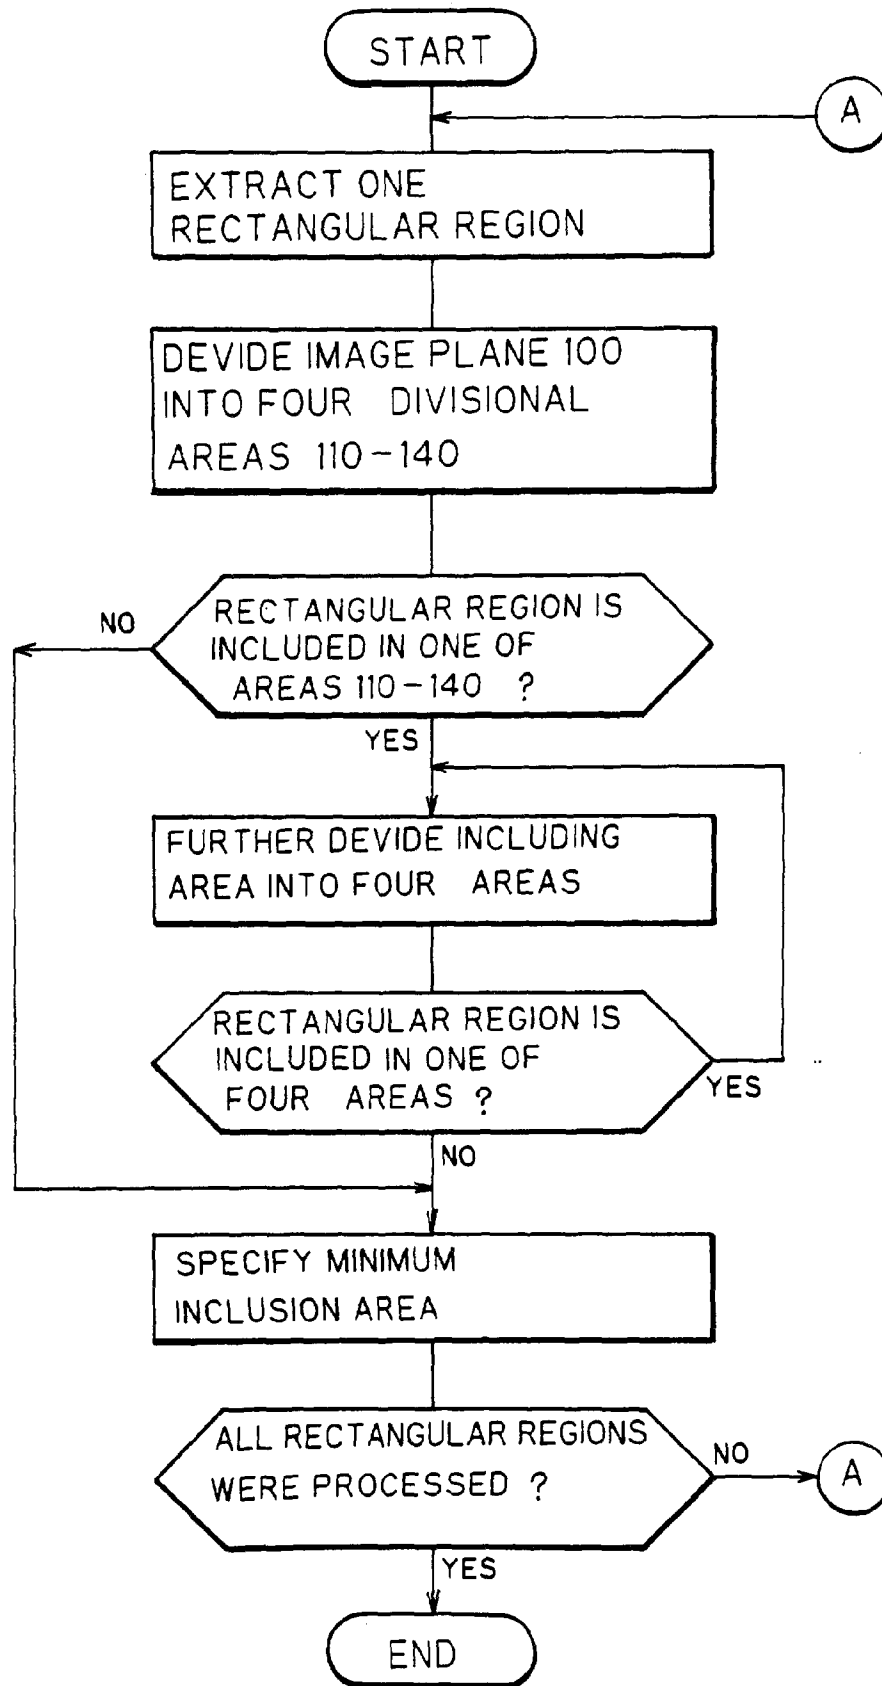 START
A
EXTRACT ONE
RECTANGULAR REGION
DEVIDE IMAGE PLANE 100
INTO FOUR DIVISIONAL
AREAS 110-140
RECTANGULAR REGION IS
INCLUDED IN ONE OF
AREAS 110-140 ?
NO
YES
FURTHER DEVIDE INCLUDING
AREA INTO FOUR AREAS
RECTANGULAR REGION IS
INCLUDED IN ONE OF
FOUR AREAS ?
YES
NO
SPECIFY MINIMUM
INCLUSION AREA
ALL RECTANGULAR REGIONS
WERE PROCESSED ?
NO
A
YES
END